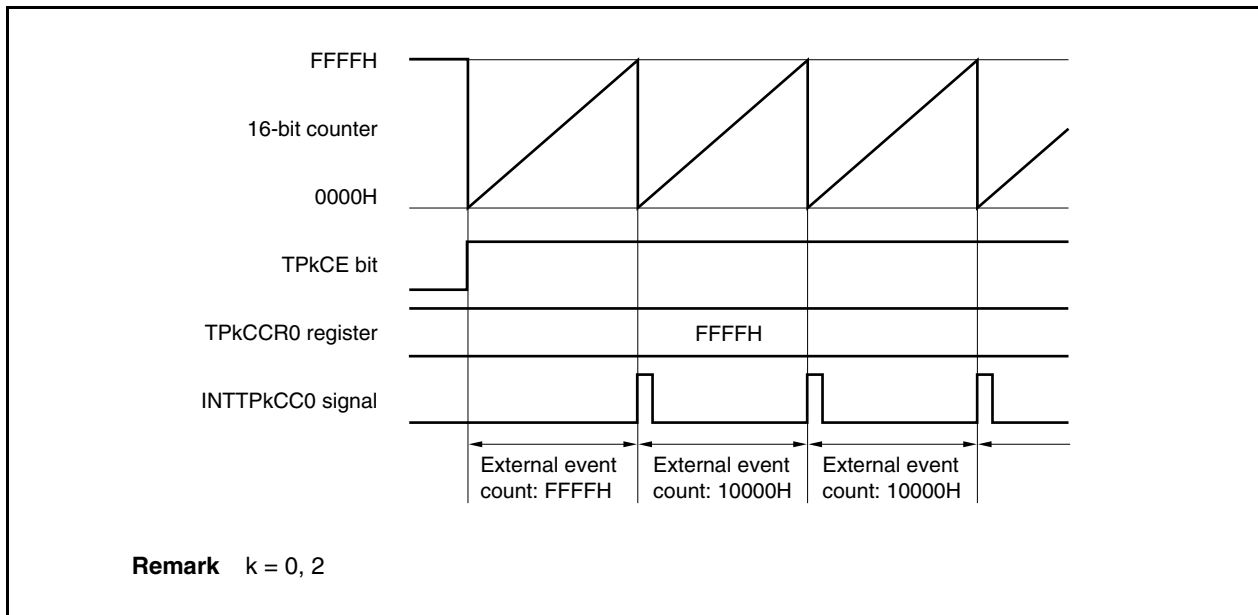 FFFFH
16-bit counter
0000H
TPkCE bit
TPkCCR0 register
FFFFH
INTTPkCC0 signal
External event
count: FFFFH
External event
count: 10000H
External event
count: 10000H
Remark k = 0, 2